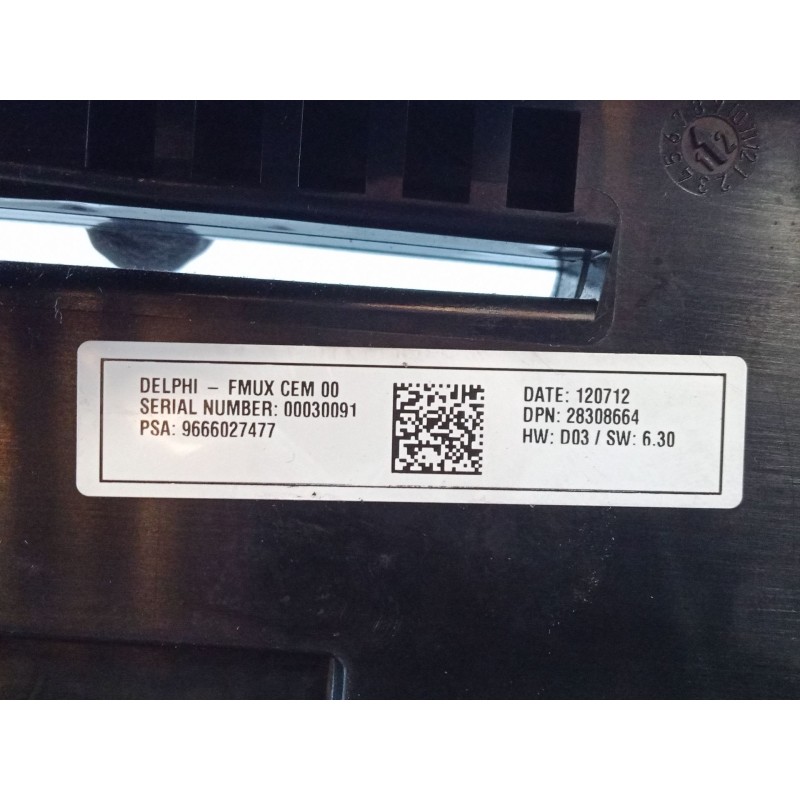 DELPHI – FMUX CEM 00
SERIAL NUMBER: 00030091
PSA: 9666027477
DATE: 120712
DPN: 28308664
HW: D03 / SW: 6.30